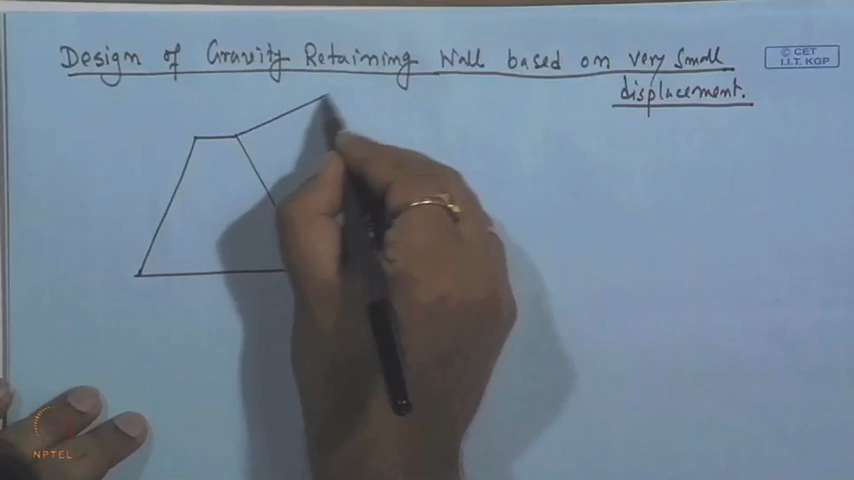 Design of Gravity Retaining Wall based on very small
displacement.
© CET
I.I.T. KGP
NPTEL